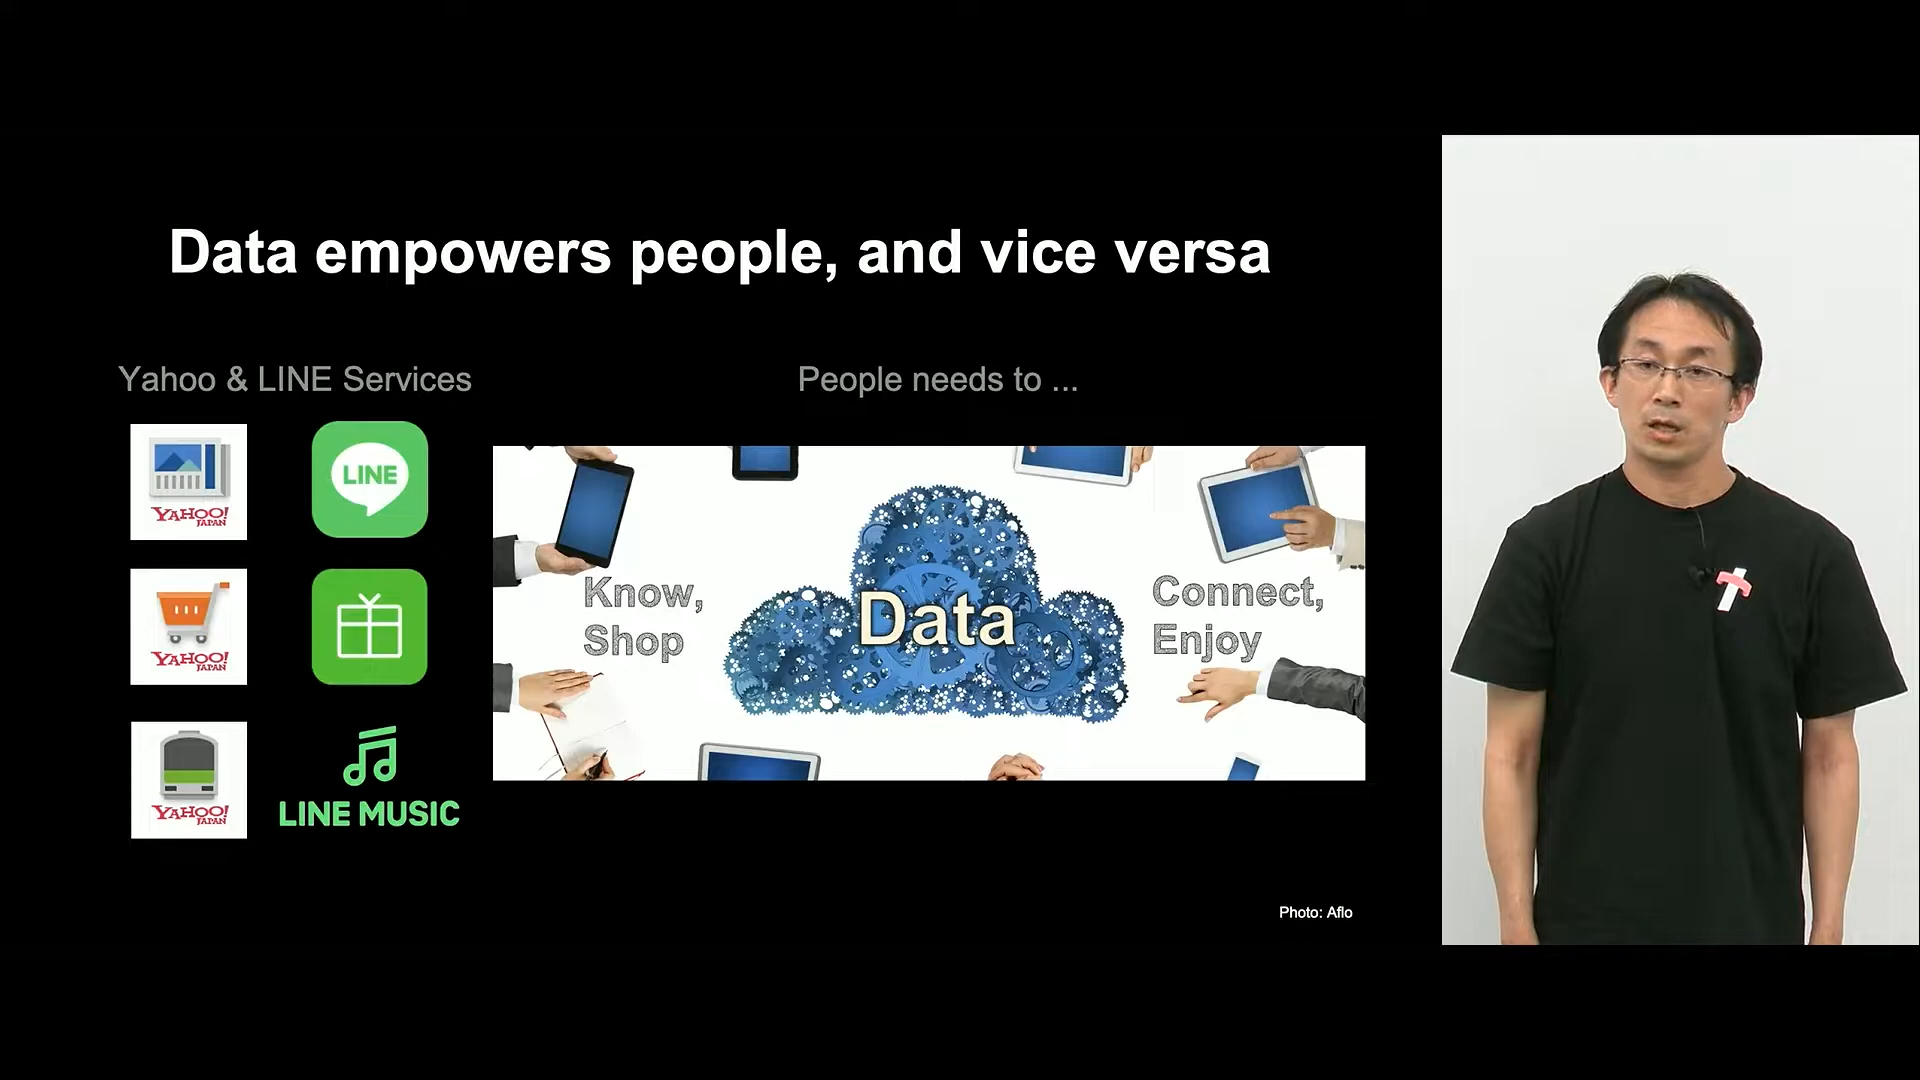 Data empowers people, and vice versa
Yahoo & LINE Services
People needs to ...
YAHOO!
JAPAN
LINE
YAHOO!
JAPAN
YAHOO!
JAPAN
LINE MUSIC
Know,
Shop
Data
Connect,
Enjoy
Photo: Aflo